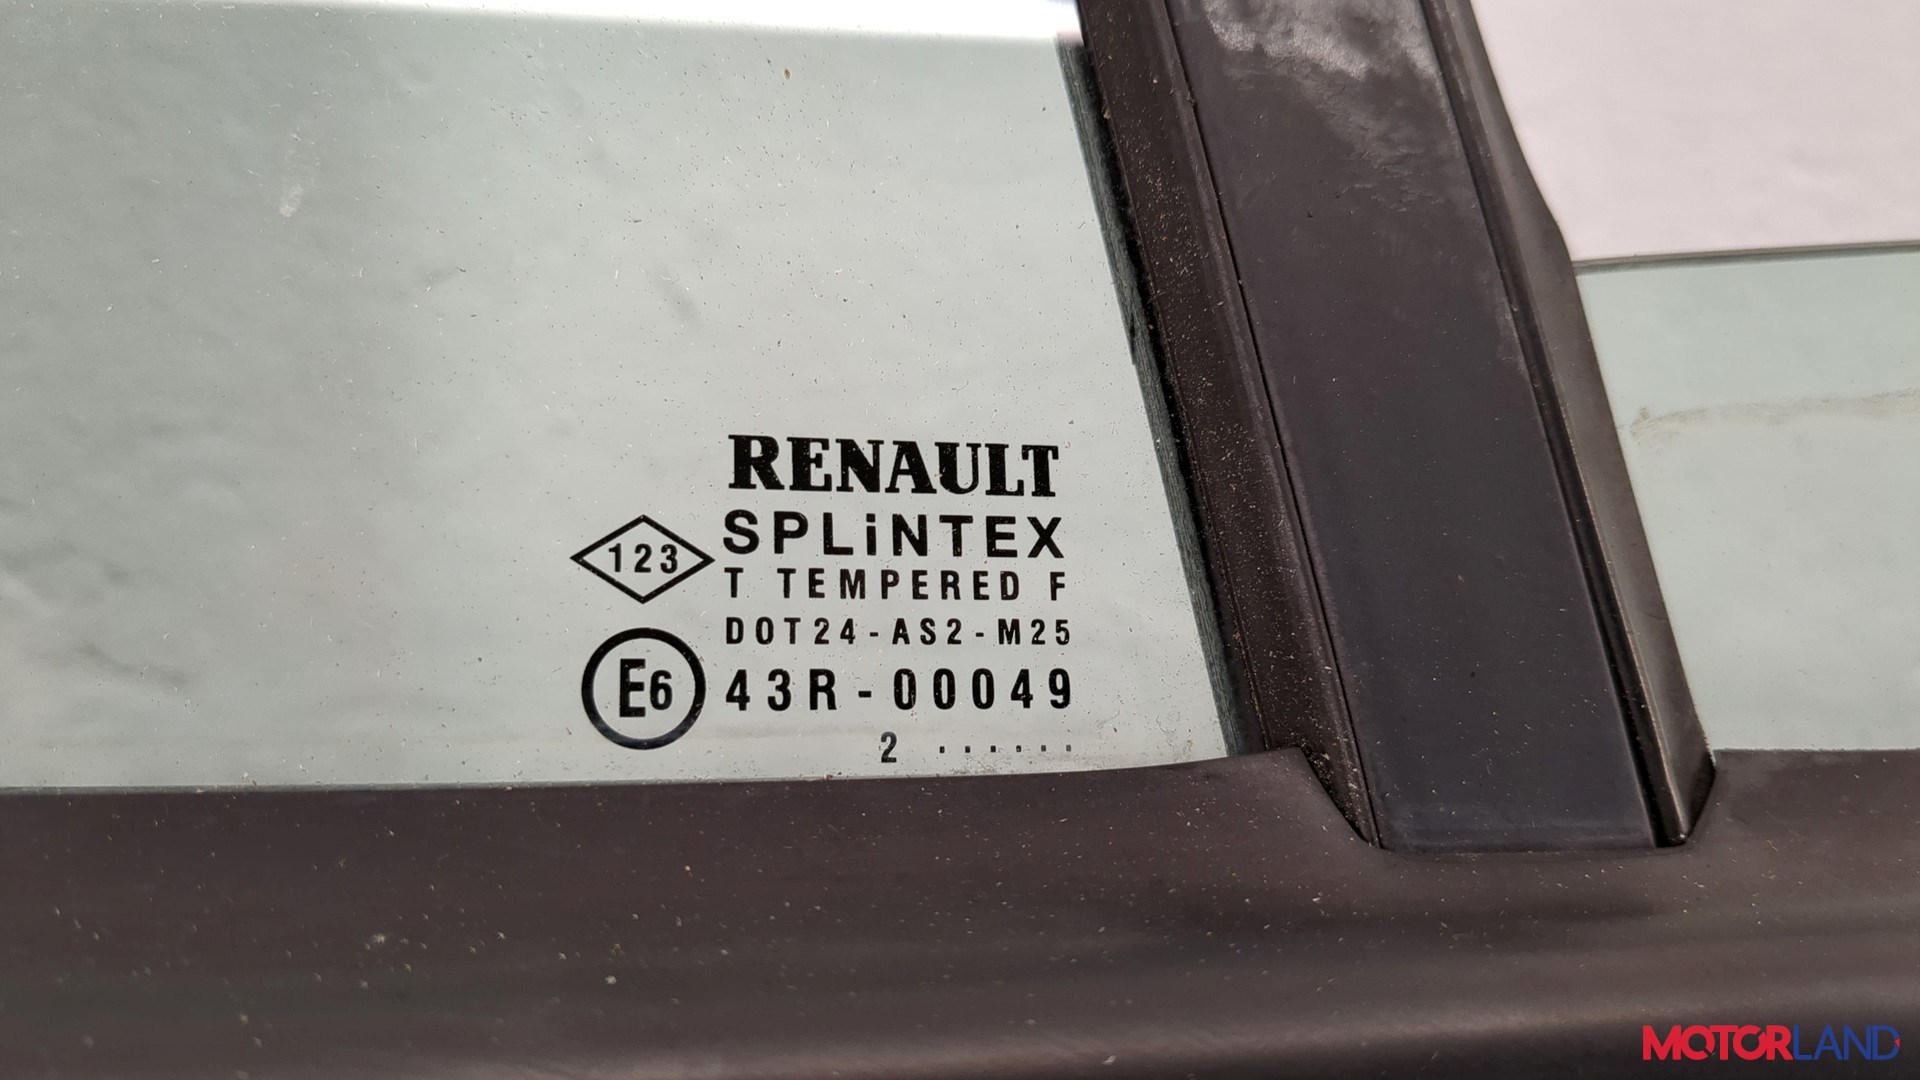 RENAULT
SPLiNTEX
123
T TEMPERED F
DOT24-AS2-M25
E6
43R-00049
2 ......
MOTORLAND